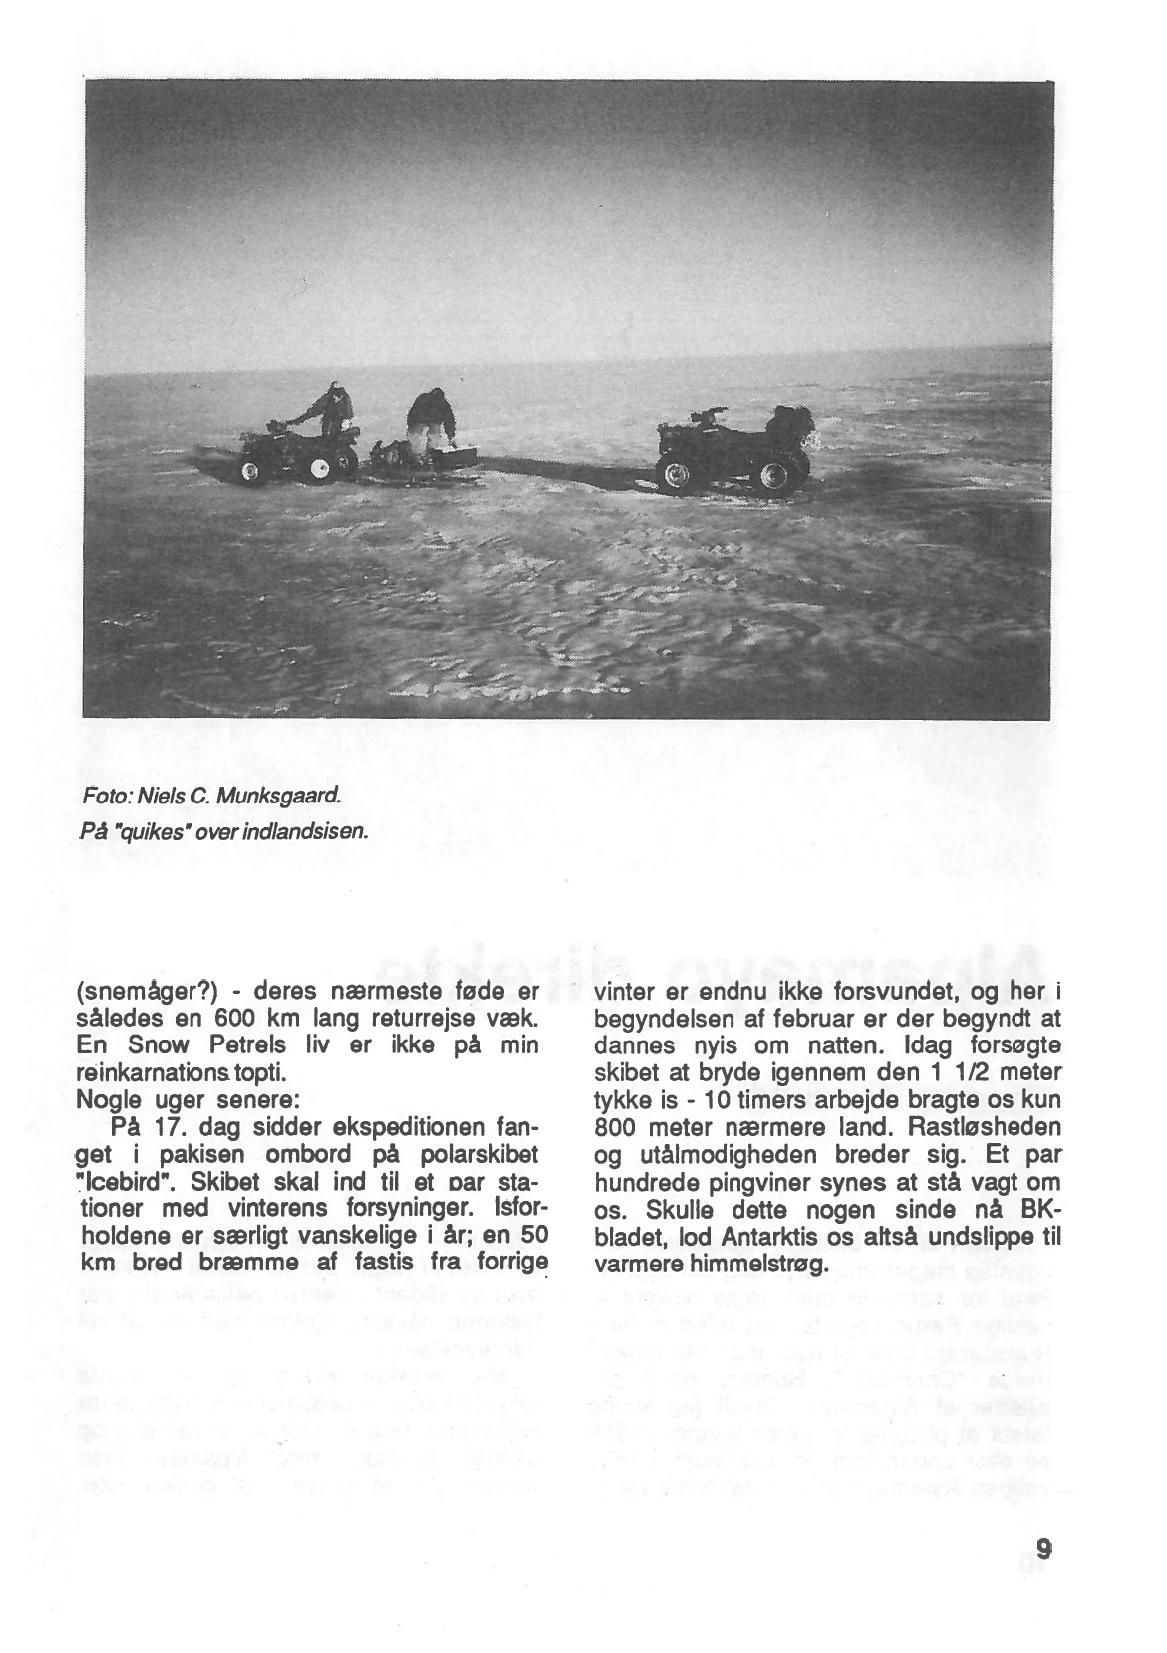 Foto: Niels C. Munksgaard.
På "quikes" over indlandsisen.
(snemåger?) - deres nærmeste føde er
således en 600 km lang returrejse væk.
En Snow Petrels liv er ikke på min
reinkarnations topti.
Nogle uger senere:
På 17. dag sidder ekspeditionen fan-
get i pakisen ombord på polarskibet
"Icebird". Skibet skal ind til et par sta-
tioner med vinterens forsyninger. Isfor-
holdene er særligt vanskelige i år; en 50
km bred bræmme af fastis fra forrige
vinter er endnu ikke forsvundet, og her i
begyndelsen af februar er der begyndt at
dannes nyis om natten. Idag forsøgte
skibet at bryde igennem den 1 1/2 meter
tykke is - 10 timers arbejde bragte os kun
800 meter nærmere land. Rastløsheden
og utålmodigheden breder sig. Et par
hundrede pingviner synes at stå vagt om
os. Skulle dette nogen sinde nå BK-
bladet, lod Antarktis os altså undslippe til
varmere himmelstrøg.
9